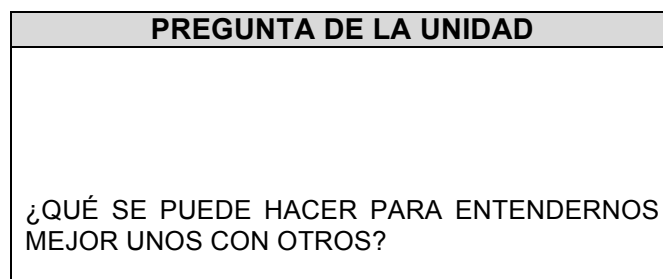 PREGUNTA DE LA UNIDAD
¿QUÉ SE PUEDE HACER PARA ENTENDERNOS
MEJOR UNOS CON OTROS?